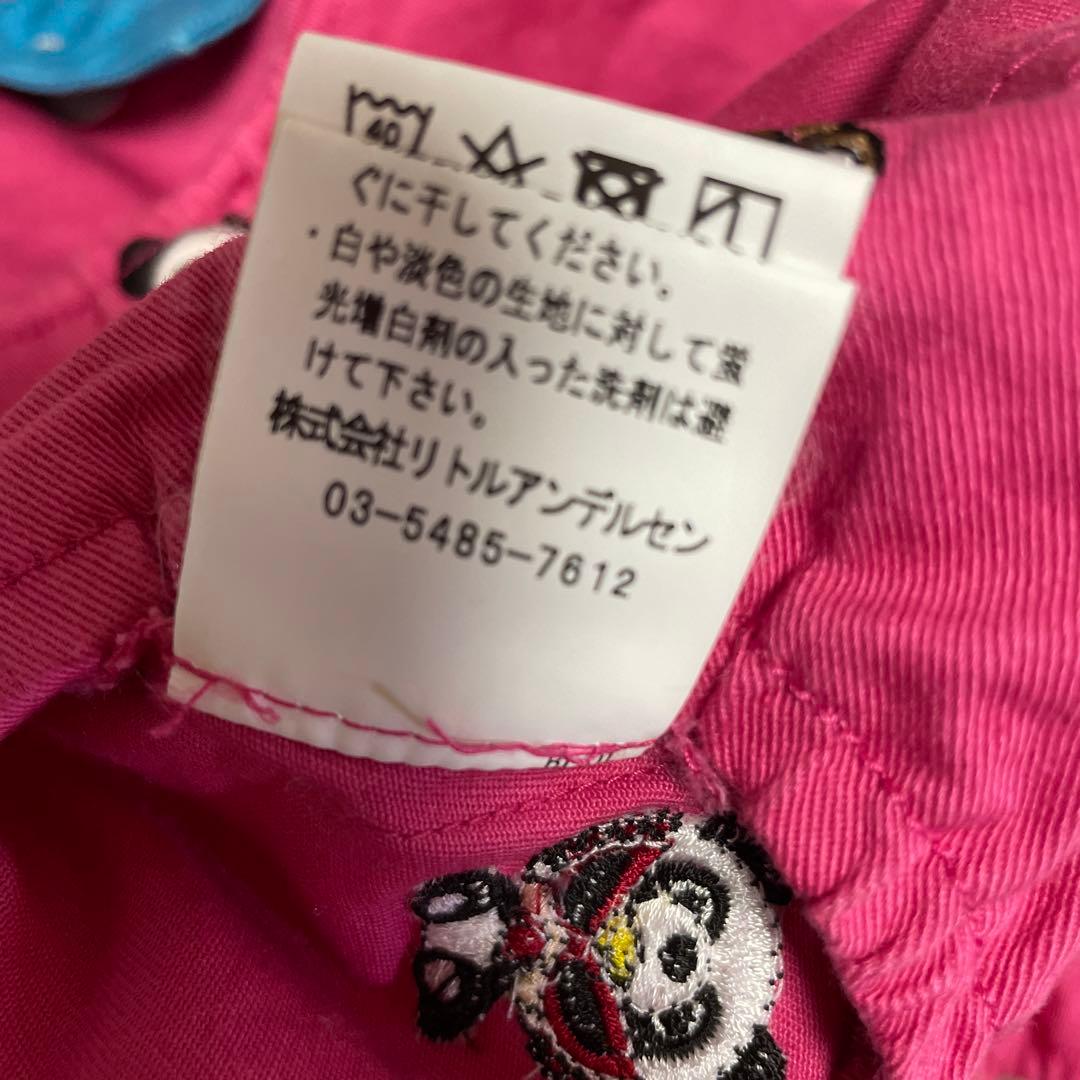 40
ぐに干してください.
・白や淡色の生地に対して蛍
光増白剤の入った洗剤は避
けて下さい。
株式会社リトルアンデルセン
03-5485-7612